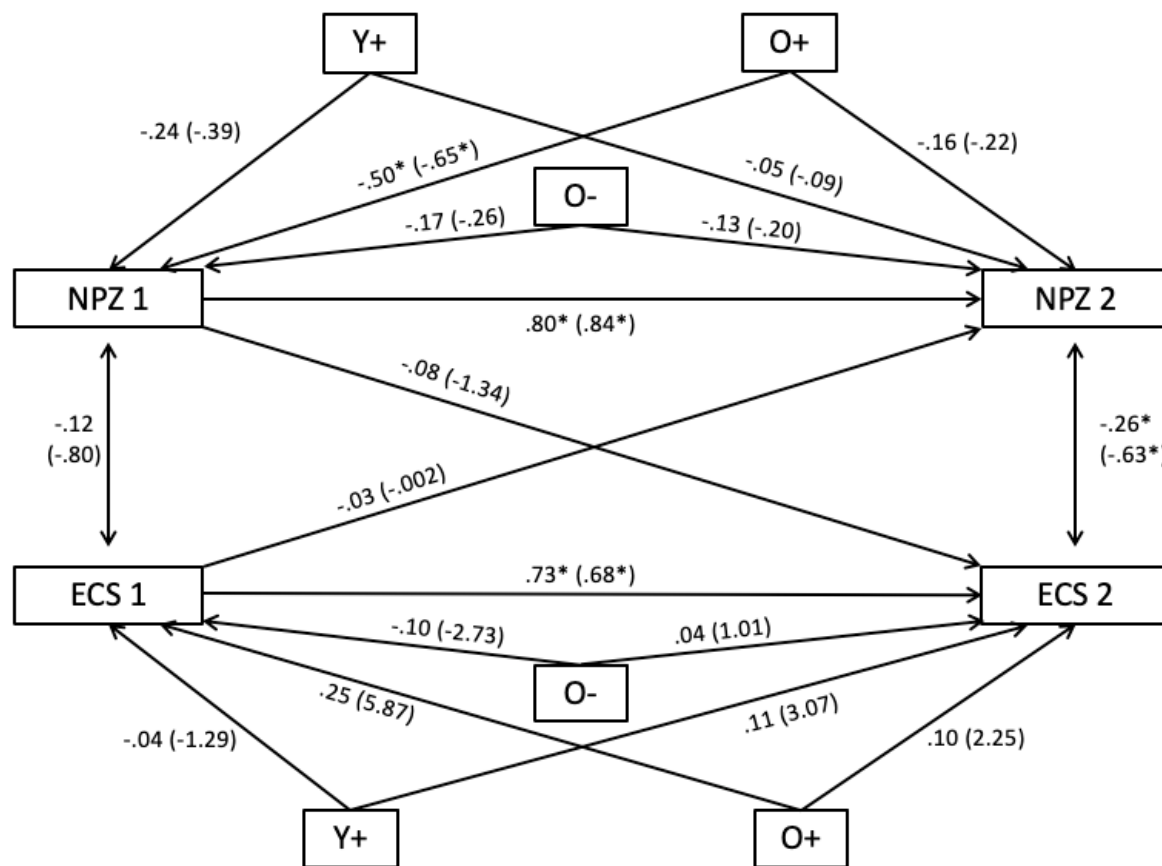 Y+
O+
-.24 (-.39)
-.50* (-.65*)
-.05 (-.09)
-.16 (-.22)
O-
-.17 (-.26)
-.13 (-.20)
NPZ 1
NPZ 2
.80* (.84*)
-.08 (-1.34)
-.12
(-.80)
-.26*
(-.63*)
-.03 (-.002)
ECS 1
.73* (.68*)
ECS 2
-.10 (-2.73)
.04 (1.01)
O-
.25 (5.87)
.11 (3.07)
-.04 (-1.29)
.10 (2.25)
Y+
O+